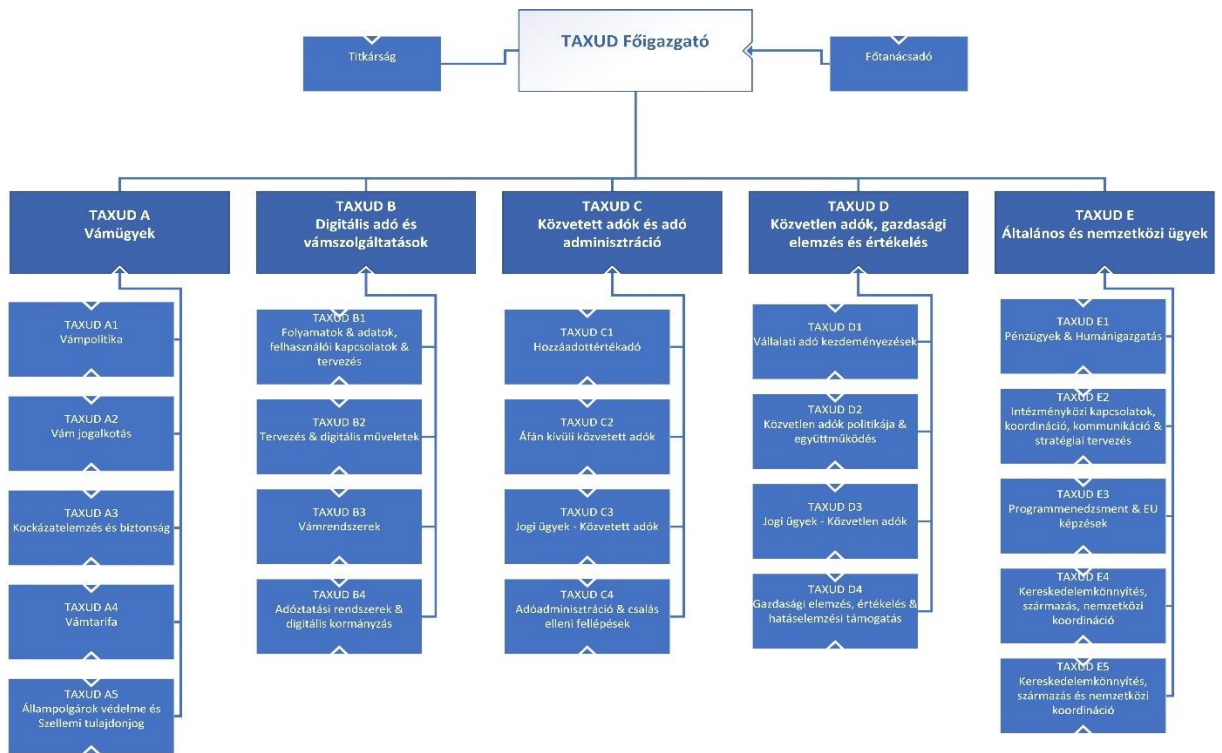 TAXUD Főigazgató
Titkárság
Főtanácsadó
TAXUD A
Vámügyek
TAXUD A1
Vámpolitika
TAXUD A2
Vám jogalkotás
TAXUD A3
Kockázatelemzés és biztonság
TAXUD A4
Vámtarifa
TAXUD A5
Állampolgárok védelme és
Szellemi tulajdonjog
TAXUD B
Digitális adó és
vámszolgáltatások
TAXUD B1
Folyamatok & adatok,
felhasználói kapcsolatok &
tervezés
TAXUD B2
Tervezés & digitális műveletek
TAXUD B3
Vámrendszerek
TAXUD B4
Adóztatási rendszerek &
digitális kormányzás
TAXUD C
Közvetett adók és adó
adminisztráció
TAXUD C1
Hozzáadottértékadó
TAXUD C2
Áfán kívüli közvetett adók
TAXUD C3
Jogi ügyek - Közvetett adók
TAXUD C4
Adóadminisztráció & csalás
elleni fellépések
TAXUD D
Közvetlen adók, gazdasági
elemzés és értékelés
TAXUD D1
Vállalati adó kezdeményezések
TAXUD D2
Közvetlen adók politikája &
együttműködés
TAXUD D3
Jogi ügyek - Közvetlen adók
TAXUD D4
Gazdasági elemzés, értékelés &
hatáselemzési támogatás
TAXUD E
Általános és nemzetközi ügyek
TAXUD E1
Pénzügyek & Humánigazgatás
TAXUD E2
Intézményközi kapcsolatok,
koordináció, kommunikáció &
stratégiai tervezés
TAXUD E3
Programmenedzsment & EU
képzések
TAXUD E4
Kereskedelemkönnyítés,
származás, nemzetközi
koordináció
TAXUD E5
Kereskedelemkönnyítés,
származás és nemzetközi
koordináció